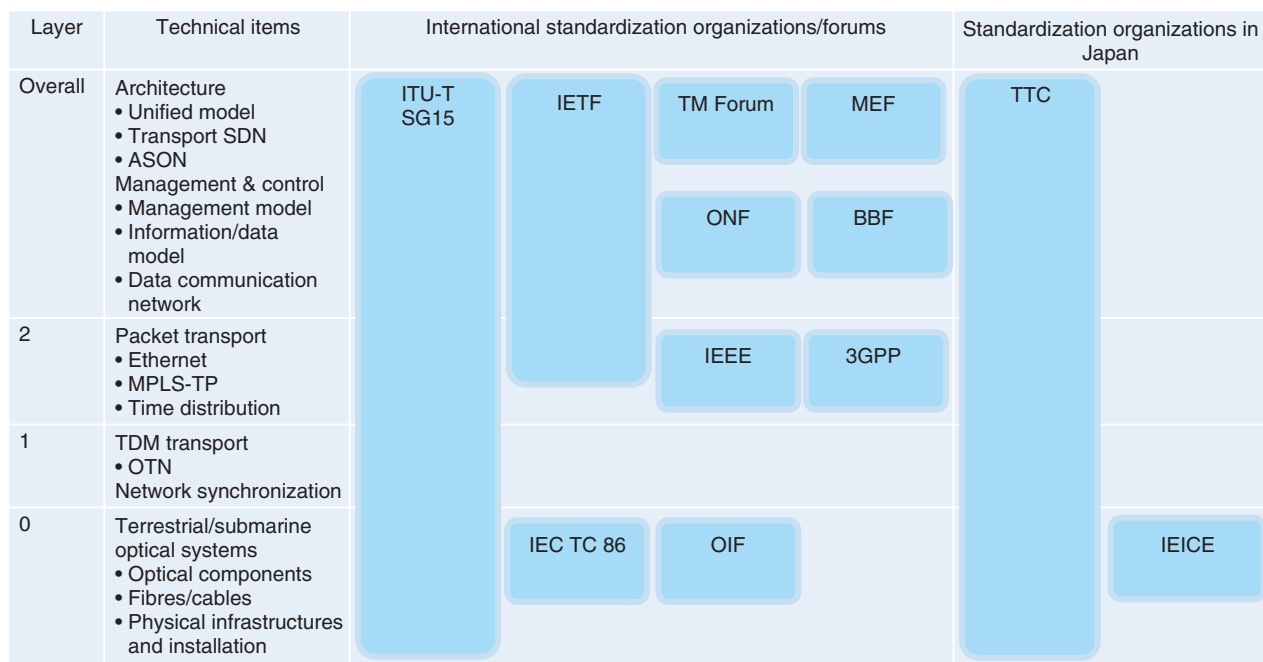 Layer
Technical items
International standardization organizations/forums
Standardization organizations in
Japan
Overall
Architecture
• Unified model
• Transport SDN
• ASON
Management & control
• Management model
• Information/data
model
• Data communication
network
ITU-T
SG15
IETF
TM Forum
MEF
ONF
BBF
TTC
2
Packet transport
• Ethernet
• MPLS-TP
• Time distribution
IEEE
3GPP
1
TDM transport
• OTN
Network synchronization
0
Terrestrial/submarine
optical systems
• Optical components
• Fibres/cables
• Physical infrastructures
and installation
IEC TC 86
OIF
IEICE